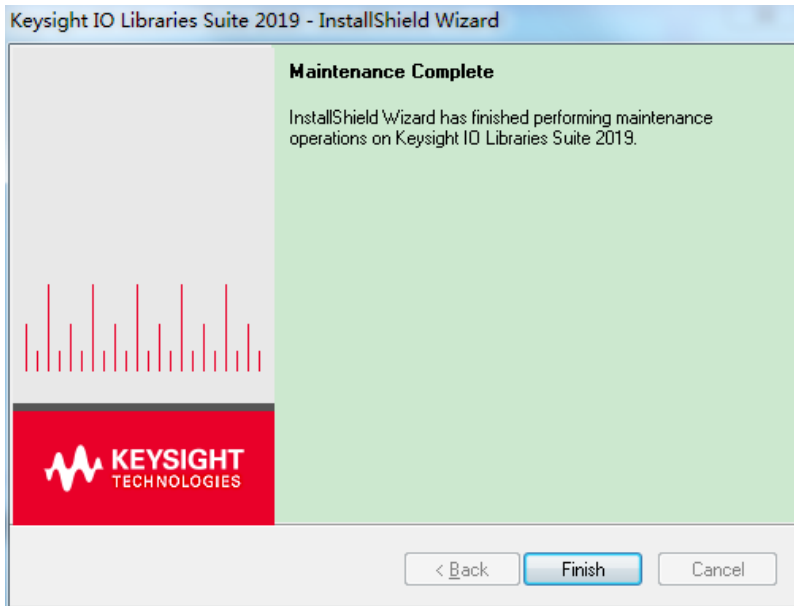 Keysight IO Libraries Suite 2019 - InstallShield Wizard
Maintenance Complete
InstallShield Wizard has finished performing maintenance
operations on Keysight IO Libraries Suite 2019.
KEYSIGHT
TECHNOLOGIES
< Back
Finish
Cancel